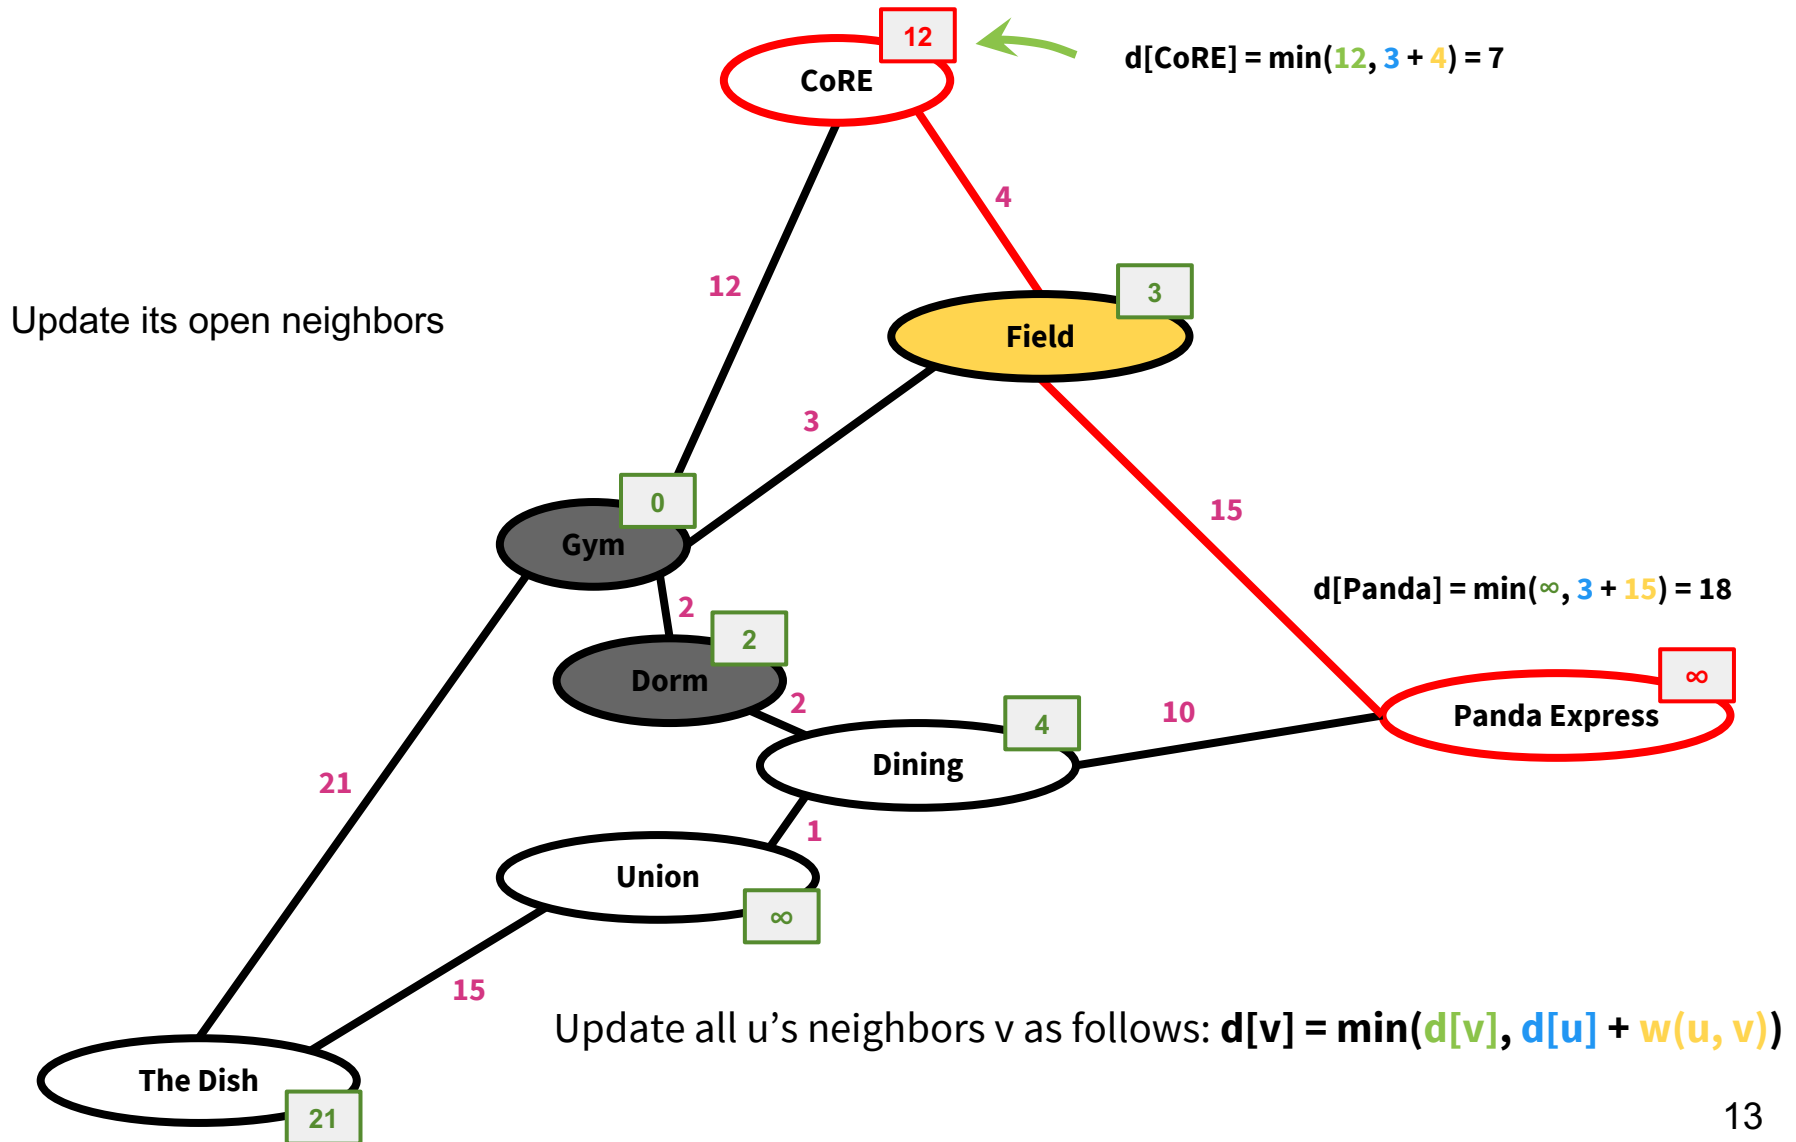 12
CoRE
d[CoRE] = min(12, 3 + 4) = 7
4
12
3
Update its open neighbors
Field
3
15
0
Gym
d[Panda] = min(∞, 3 + 15) = 18
2
2
Dorm
∞
2
4
10
Panda Express
Dining
21
1
Union
∞
15
Update all u’s neighbors v as follows: d[v] = min(d[v], d[u] + w(u, v))
The Dish
21
13